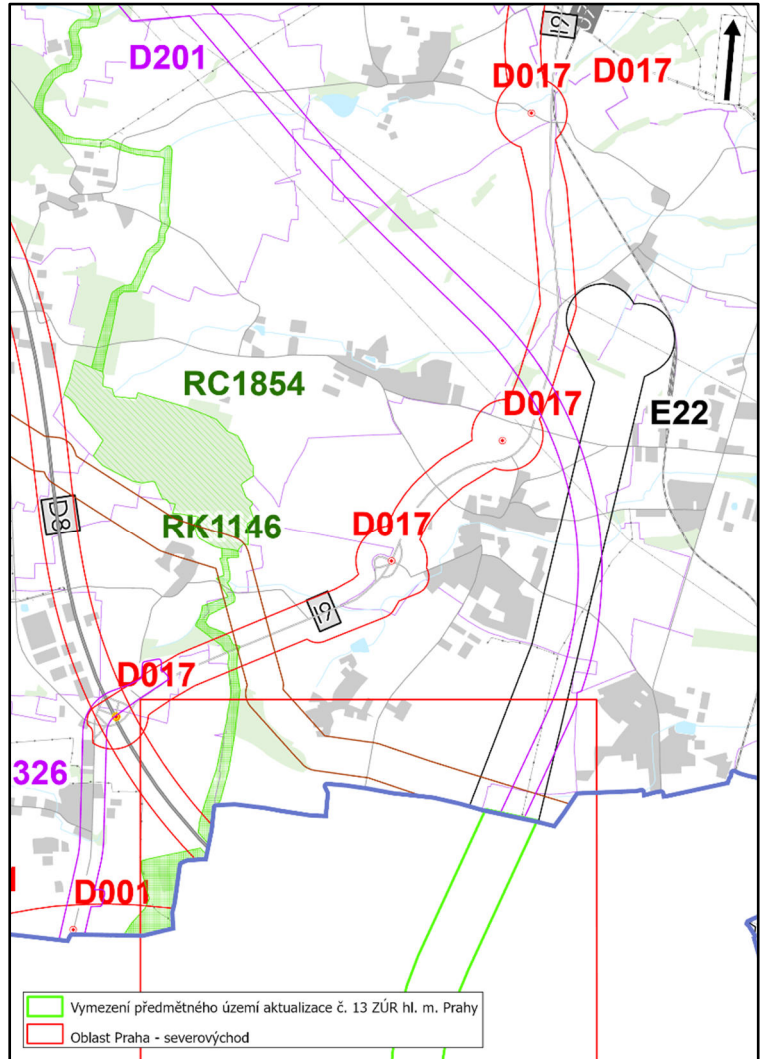 D201
D017
D017
RC1854
D017
E22
D8
RK1146
D017
I/9
D017
326
D001
Vymezení předmětného území aktualizace č. 13 ZÚR hl. m. Prahy
Oblast Praha - severovýchod